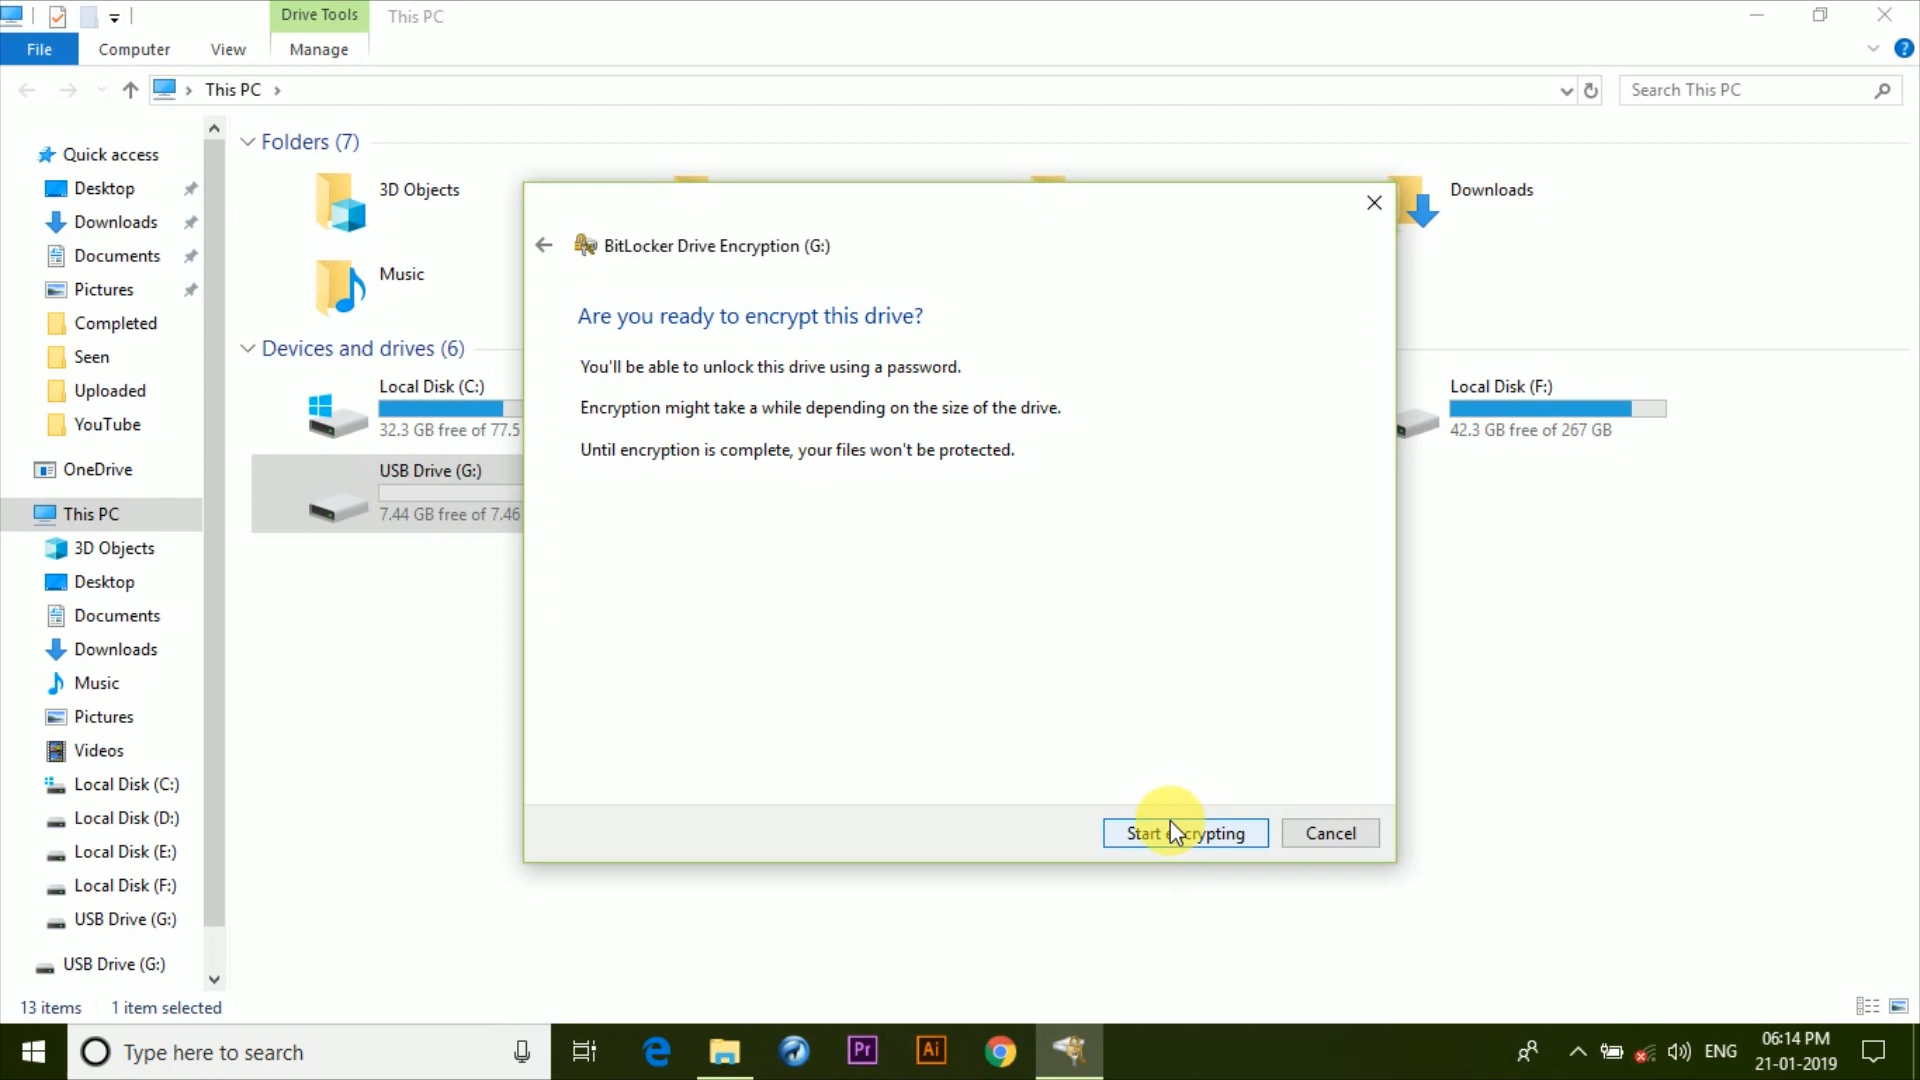 Drive Tools
This PC
File
Computer
View
Manage
This PC
Search This PC
Quick access
Desktop
Downloads
Documents
Pictures
Completed
Seen
Uploaded
YouTube
OneDrive
This PC
3D Objects
Desktop
Documents
Downloads
Music
Pictures
Videos
Local Disk (C:)
Local Disk (D:)
Local Disk (E:)
Local Disk (F:)
USB Drive (G:)
USB Drive (G:)
Folders (7)
3D Objects
Downloads
Music
Devices and drives (6)
Local Disk (C:)
32.3 GB free of 77.5
Local Disk (F:)
42.3 GB free of 267 GB
USB Drive (G:)
7.44 GB free of 7.46
BitLocker Drive Encryption (G:)
Are you ready to encrypt this drive?
You'll be able to unlock this drive using a password.
Encryption might take a while depending on the size of the drive.
Until encryption is complete, your files won't be protected.
Start encrypting
Cancel
13 items
1 item selected
Type here to search
Pr
Ai
ENG
06:14 PM
21-01-2019